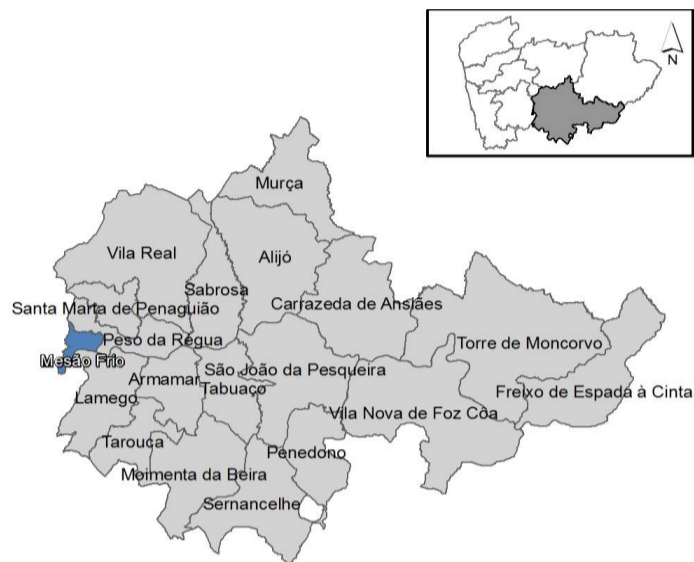 N
Murça
Vila Real
Alijó
Sabrosa
Santa Marta de Penaguião
Carrazeda de Ansiães
Peso da Régua
Torre de Moncorvo
Mesão Frio
São João da Pesqueira
Armamar
Tabuaço
Freixo de Espada à Cinta
Lamego
Vila Nova de Foz Côa
Tarouca
Penedono
Moimenta da Beira
Sernancelhe